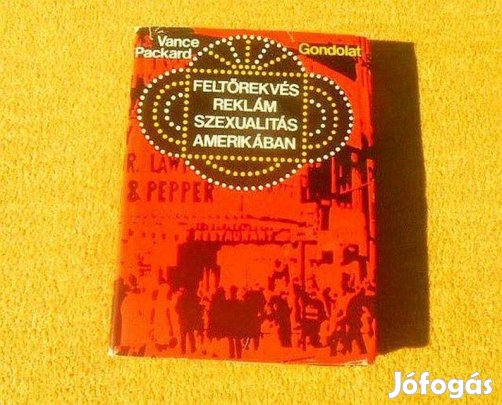 Vance
Packard
Gondolat
FELTÖREKVÉS
REKLÁM
SZEXUALITÁS
AMERIKÁBAN
R. LAW
& PEPPER
RESTAURANT
Jófogás